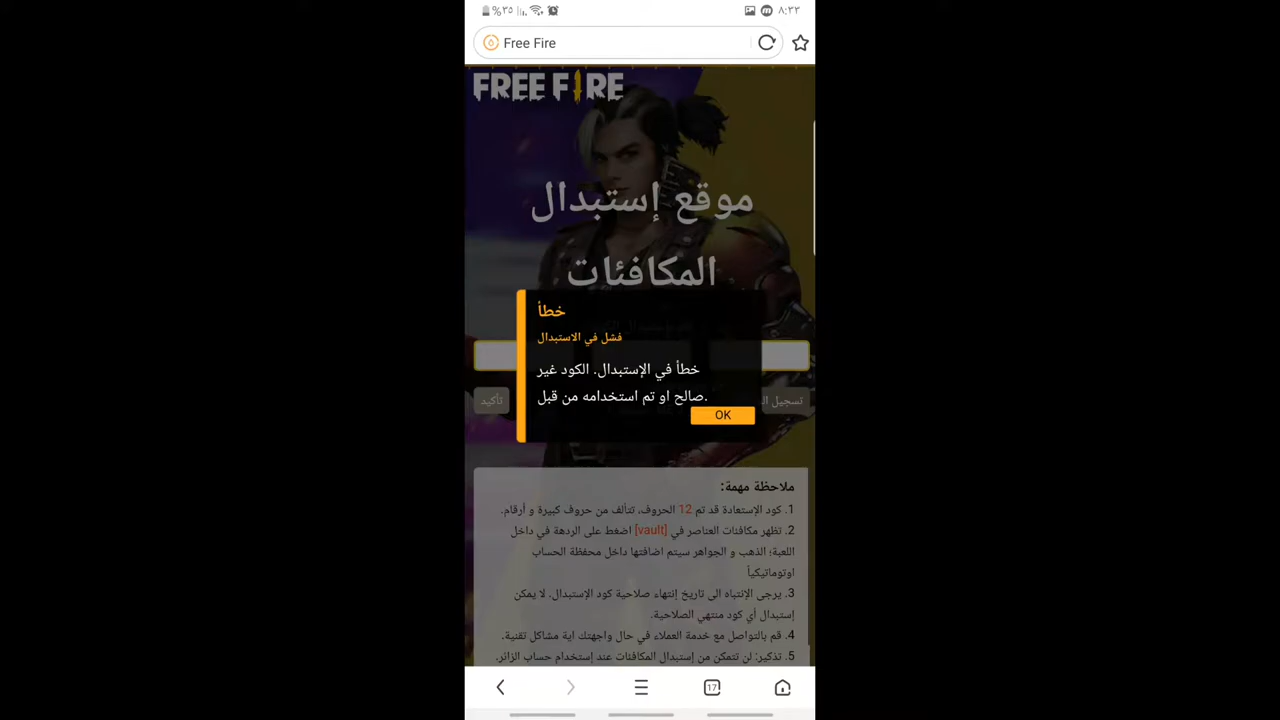 %٣٥ ٨:٣٣
Free Fire
FREE FIRE
موقع إستبدال
المكافئات
خطأ
فشل في الاستبدال
خطأ في الإستبدال. الكود غير
صالح او تم استخدامه من قبل.
OK
تأكيد
تسجيل
ملاحظة مهمة:
1. كود الإستعادة قد تم 12 الحروف، تتألف من حروف كبيرة و أرقام.
2. تظهر مكافئات العناصر في [vault] اضغط على الردهة في داخل
اللعبة؛ الذهب و الجواهر سيتم اضافتها داخل محفظة الحساب
اوتوماتيكياً
3. يرجى الإنتباه الى تاريخ إنتهاء صلاحية كود الإستبدال. لا يمكن
إستبدال أي كود منتهي الصلاحية.
4. قم بالتواصل مع خدمة العملاء في حال واجهتك اية مشاكل تقنية.
5. تذكير: لن تتمكن من إستبدال المكافئات عند إستخدام حساب الزائر.
17